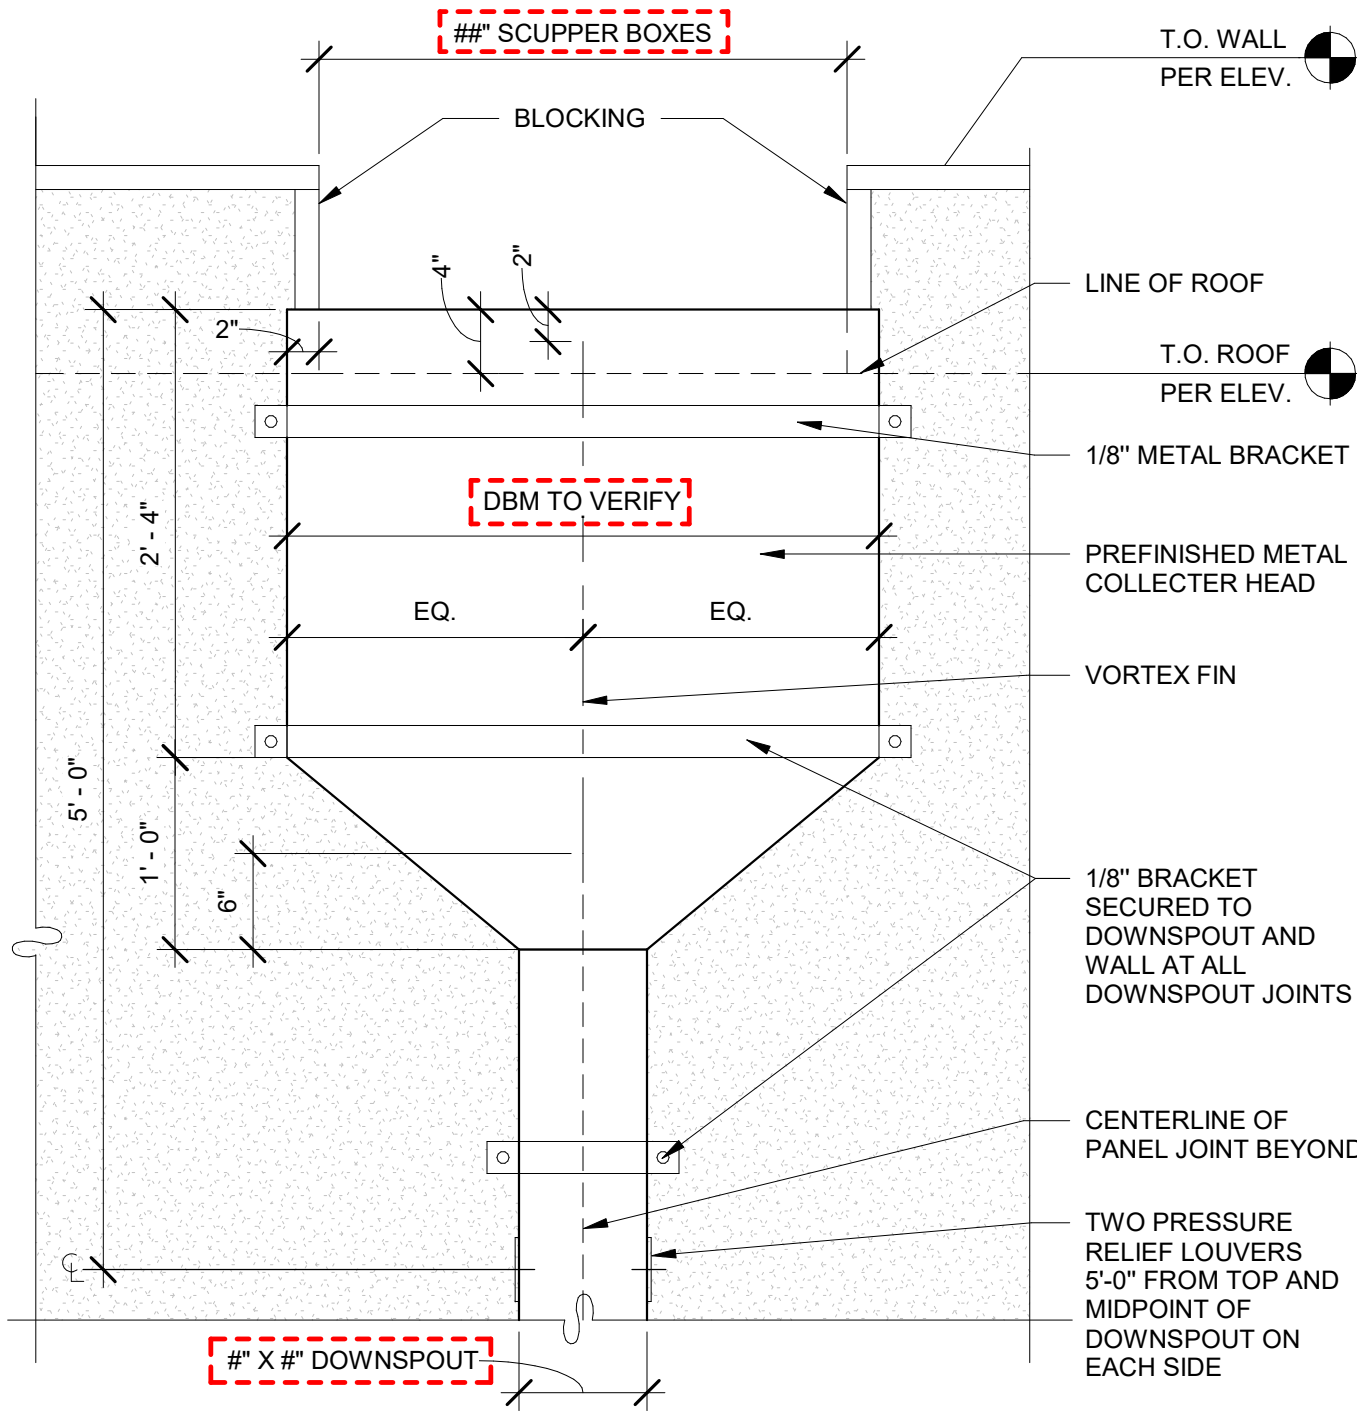 ##" SCUPPER BOXES
T.O. WALL
PER ELEV.
BLOCKING
4"
2"
LINE OF ROOF
2"
T.O. ROOF
PER ELEV.
1/8" METAL BRACKET
DBM TO VERIFY
2' - 4"
PREFINISHED METAL
COLLECTER HEAD
EQ.
EQ.
VORTEX FIN
5' - 0"
1' - 0"
6"
1/8" BRACKET
SECURED TO
DOWNSPOUT AND
WALL AT ALL
DOWNSPOUT JOINTS
CENTERLINE OF
PANEL JOINT BEYOND
TWO PRESSURE
RELIEF LOUVERS
5'-0" FROM TOP AND
MIDPOINT OF
DOWNSPOUT ON
EACH SIDE
℄
#" X #" DOWNSPOUT